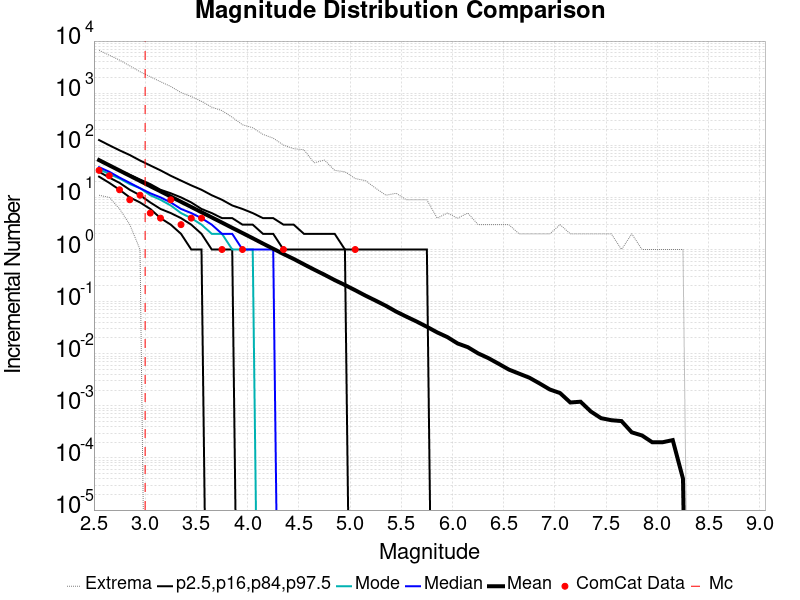 Magnitude Distribution Comparison
10^4
10^3
10^2
10^1
10^0
10^-1
10^-2
10^-3
10^-4
10^-5
Incremental Number
2.5 3.0 3.5 4.0 4.5 5.0 5.5 6.0 6.5 7.0 7.5 8.0 8.5 9.0
Magnitude
Extrema p2.5,p16,p84,p97.5 Mode Median Mean ComCat Data Mc